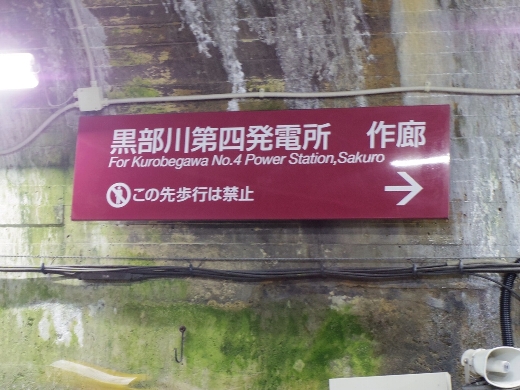 黒部川第四発電所　作廊
For Kurobegawa No.4 Power Station,Sakuro
この先歩行は禁止